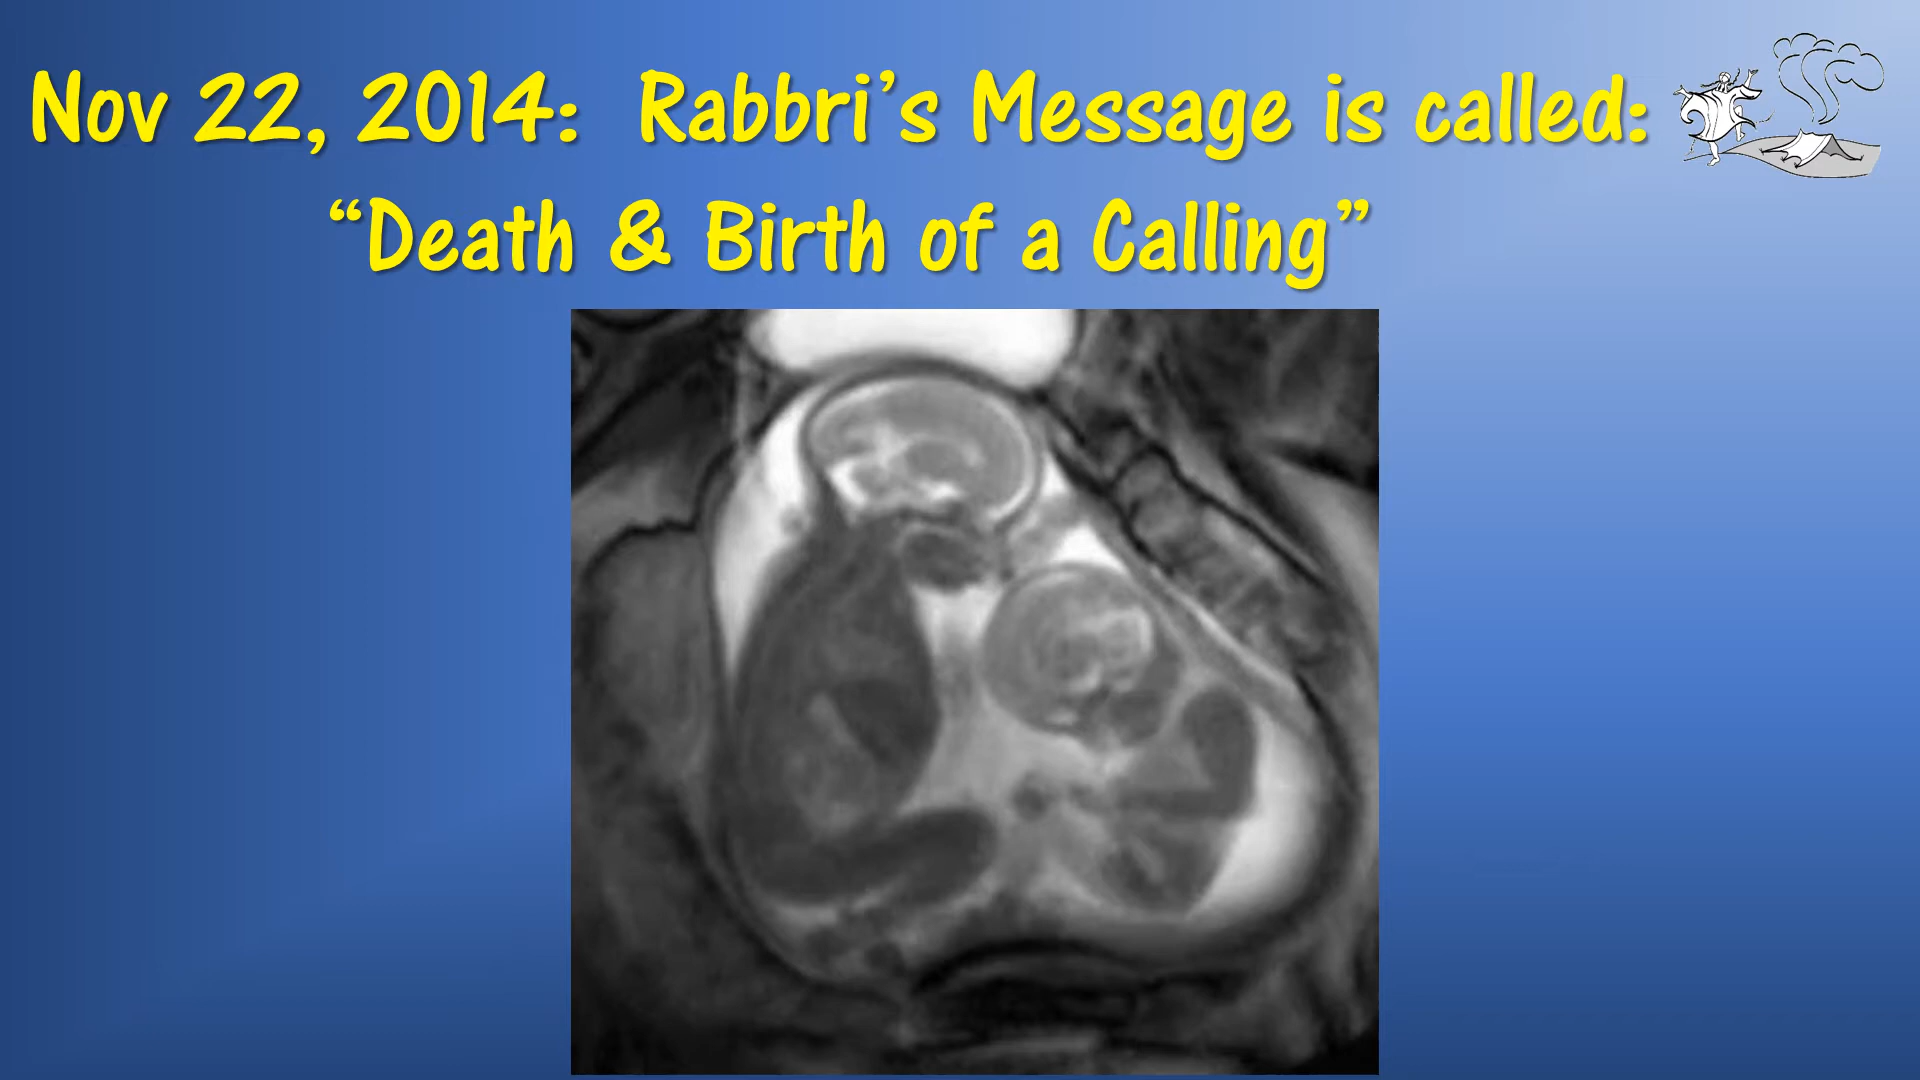 Nov 22, 2014: Rabbri's Message is called:
“Death & Birth of a Calling”